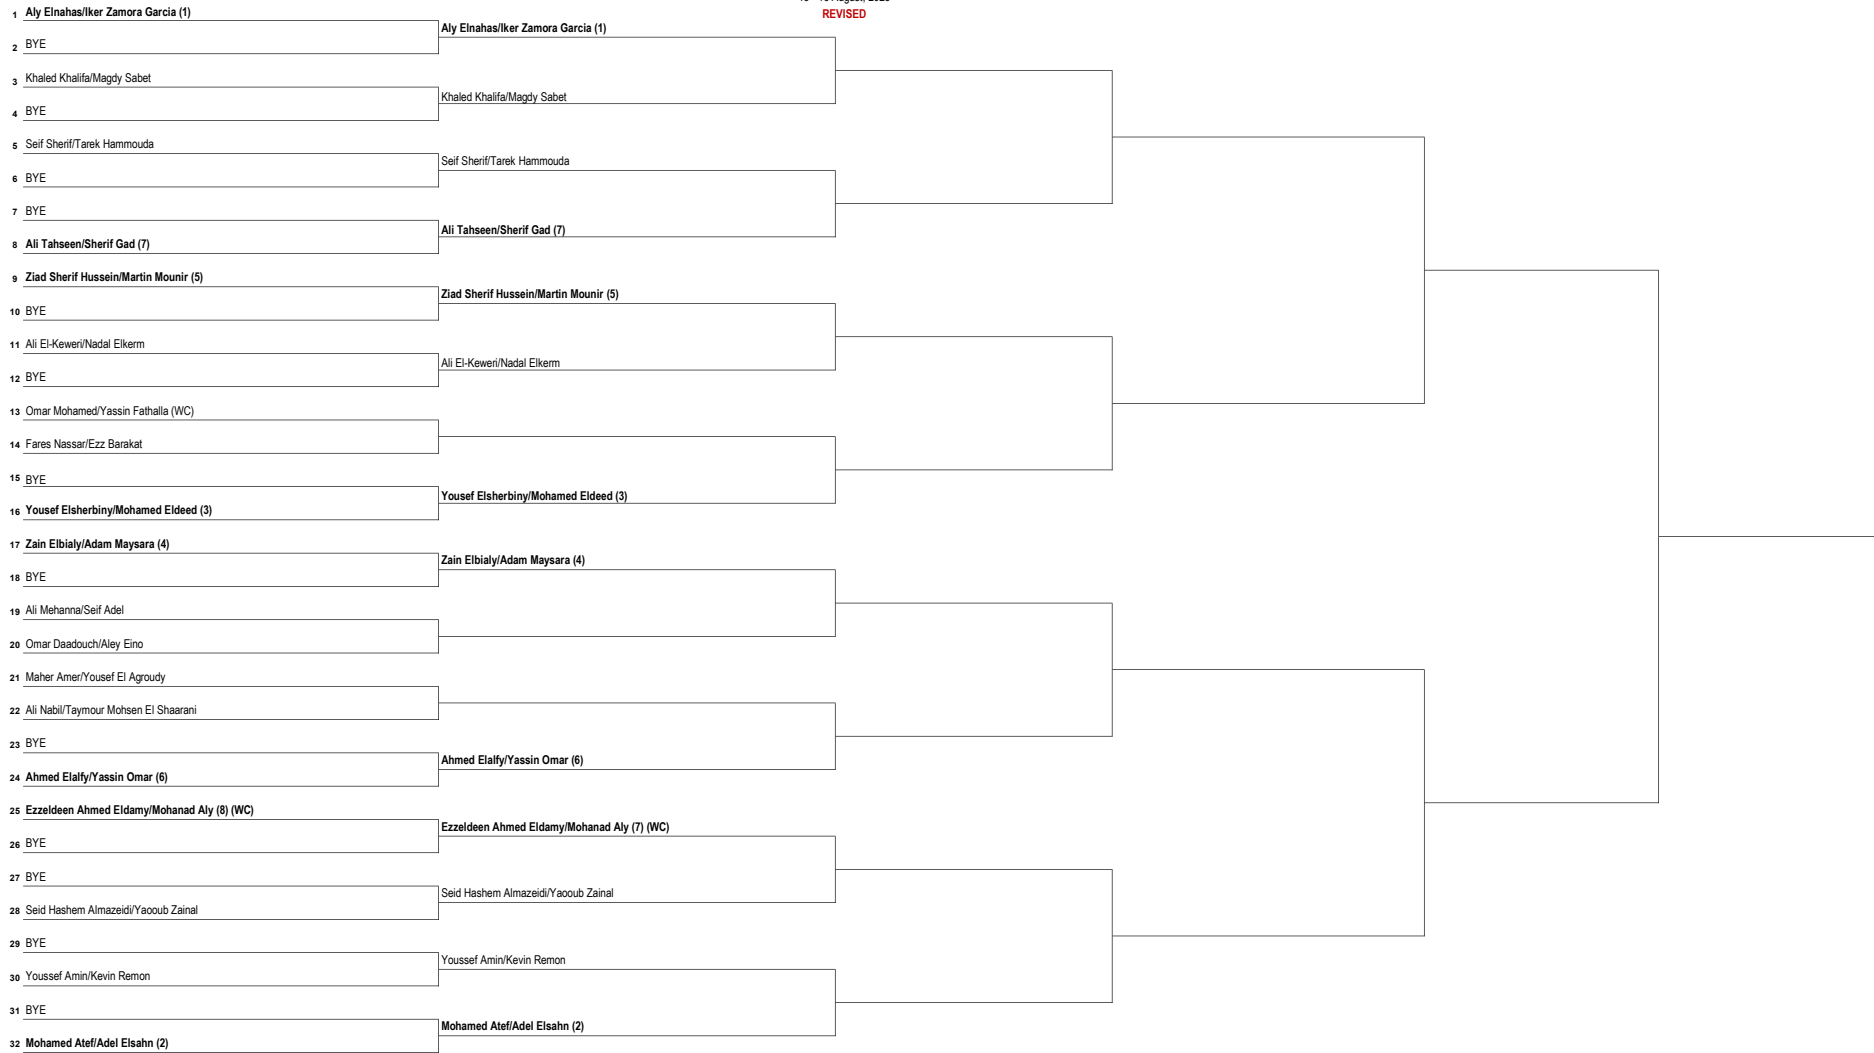 REVISED
1 Aly Elnahas/Iker Zamora Garcia (1)
Aly Elnahas/Iker Zamora Garcia (1)
2 BYE
3 Khaled Khalifa/Magdy Sabet
Khaled Khalifa/Magdy Sabet
4 BYE
5 Seif Sherif/Tarek Hammouda
Seif Sherif/Tarek Hammouda
6 BYE
7 BYE
Ali Tahseen/Sherif Gad (7)
8 Ali Tahseen/Sherif Gad (7)
9 Ziad Sherif Hussein/Martin Mounir (5)
Ziad Sherif Hussein/Martin Mounir (5)
10 BYE
11 Ali El-Keweri/Nadal Elkerm
Ali El-Keweri/Nadal Elkerm
12 BYE
13 Omar Mohamed/Yassin Fathalla (WC)
14 Fares Nassar/Ezz Barakat
15 BYE
Yousef Elsherbiny/Mohamed Eldeed (3)
16 Yousef Elsherbiny/Mohamed Eldeed (3)
17 Zain Elbialy/Adam Maysara (4)
Zain Elbialy/Adam Maysara (4)
18 BYE
19 Ali Mehanna/Seif Adel
20 Omar Daadouch/Aley Eino
21 Maher Amer/Yousef El Agroudy
22 Ali Nabil/Taymour Mohsen El Shaarani
23 BYE
Ahmed Elalfy/Yassin Omar (6)
24 Ahmed Elalfy/Yassin Omar (6)
25 Ezzeldeen Ahmed Eldamy/Mohanad Aly (8) (WC)
Ezzeldeen Ahmed Eldamy/Mohanad Aly (7) (WC)
26 BYE
27 BYE
Seid Hashem Almazeidi/Yaooub Zainal
28 Seid Hashem Almazeidi/Yaooub Zainal
29 BYE
Youssef Amin/Kevin Remon
30 Youssef Amin/Kevin Remon
31 BYE
Mohamed Atef/Adel Elsahn (2)
32 Mohamed Atef/Adel Elsahn (2)